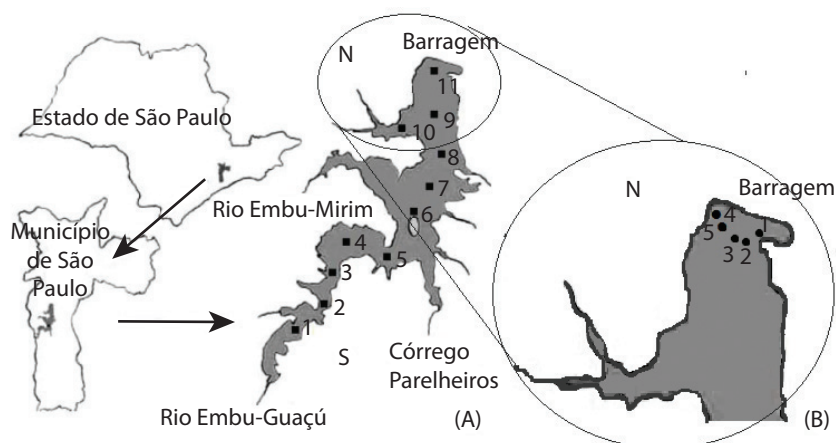 Estado de São Paulo
Município
de São
Paulo
N
Barragem
11
9
10
8
7
6
Rio Embu-Mirim
4
5
3
2
1
S
Córrego
Parelheiros
Rio Embu-Guaçú
(A)
N
Barragem
4
1
5
3
2
(B)